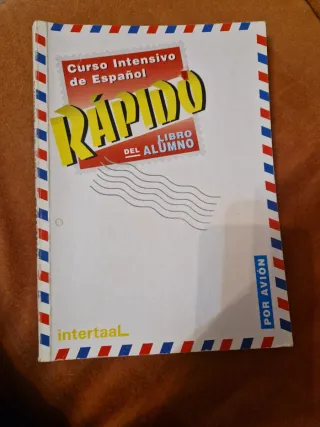 Curso Intensivo
de Español
RÁPIDO
LIBRO
DEL ALUMNO
intertaal
POR AVIÓN